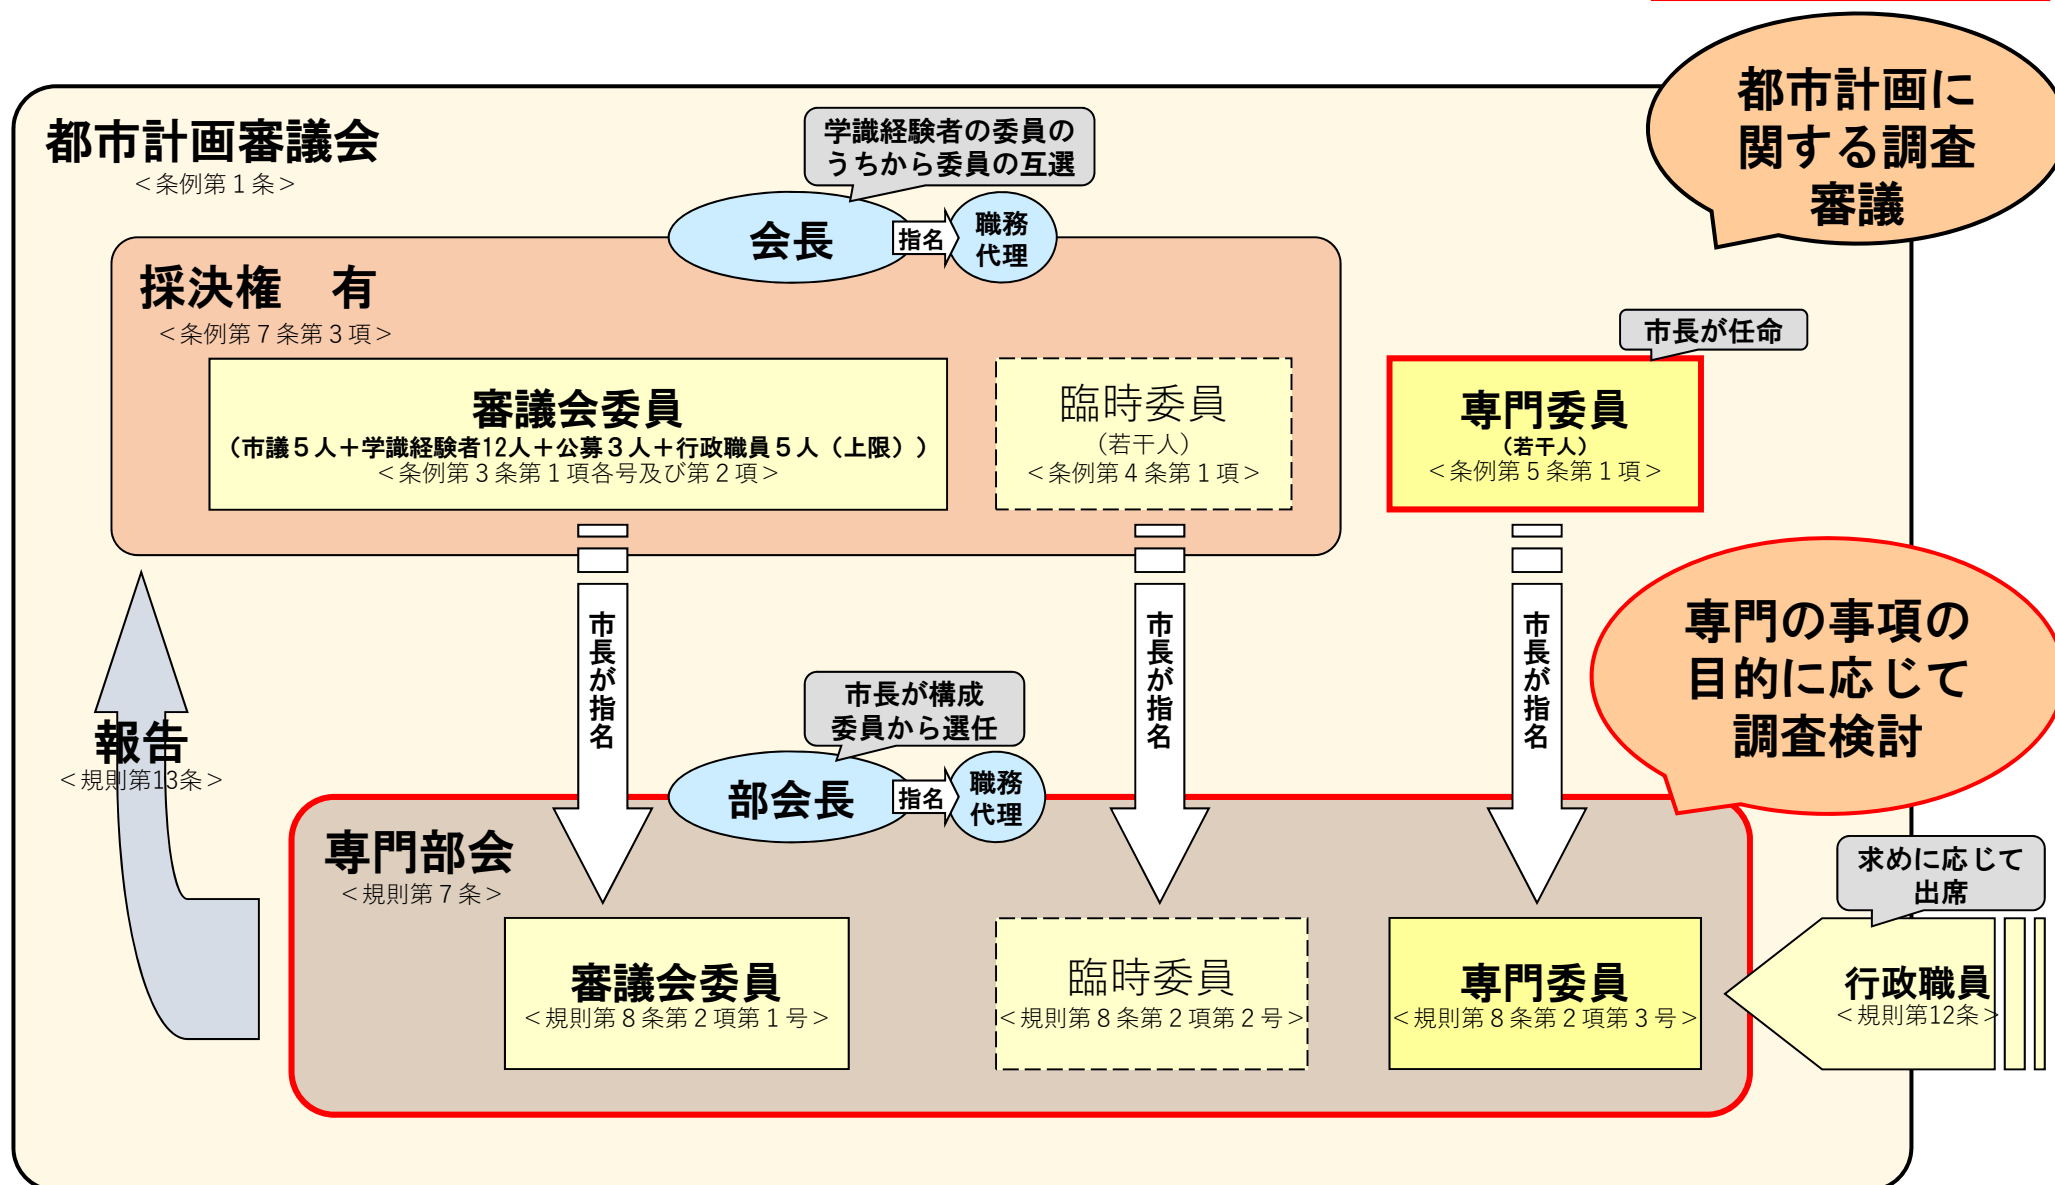 都市計画に
関する調査
審議
都市計画審議会
＜条例第１条＞
学識経験者の委員の
うちから委員の互選
会長
指名
職務
代理
採決権　有
＜条例第７条第３項＞
市長が任命
審議会委員
（市議５人＋学識経験者12人＋公募３人＋行政職員５人（上限））
＜条例第３条第１項各号及び第２項＞
臨時委員
（若干人）
＜条例第４条第１項＞
専門委員
（若干人）
＜条例第５条第１項＞
市長が指名
市長が指名
市長が指名
専門の事項の
目的に応じて
調査検討
報告
＜規則第13条＞
市長が構成
委員から選任
部会長
指名
職務
代理
専門部会
＜規則第７条＞
求めに応じて
出席
審議会委員
＜規則第８条第２項第１号＞
臨時委員
＜規則第８条第２項第２号＞
専門委員
＜規則第８条第２項第３号＞
行政職員
＜規則第12条＞